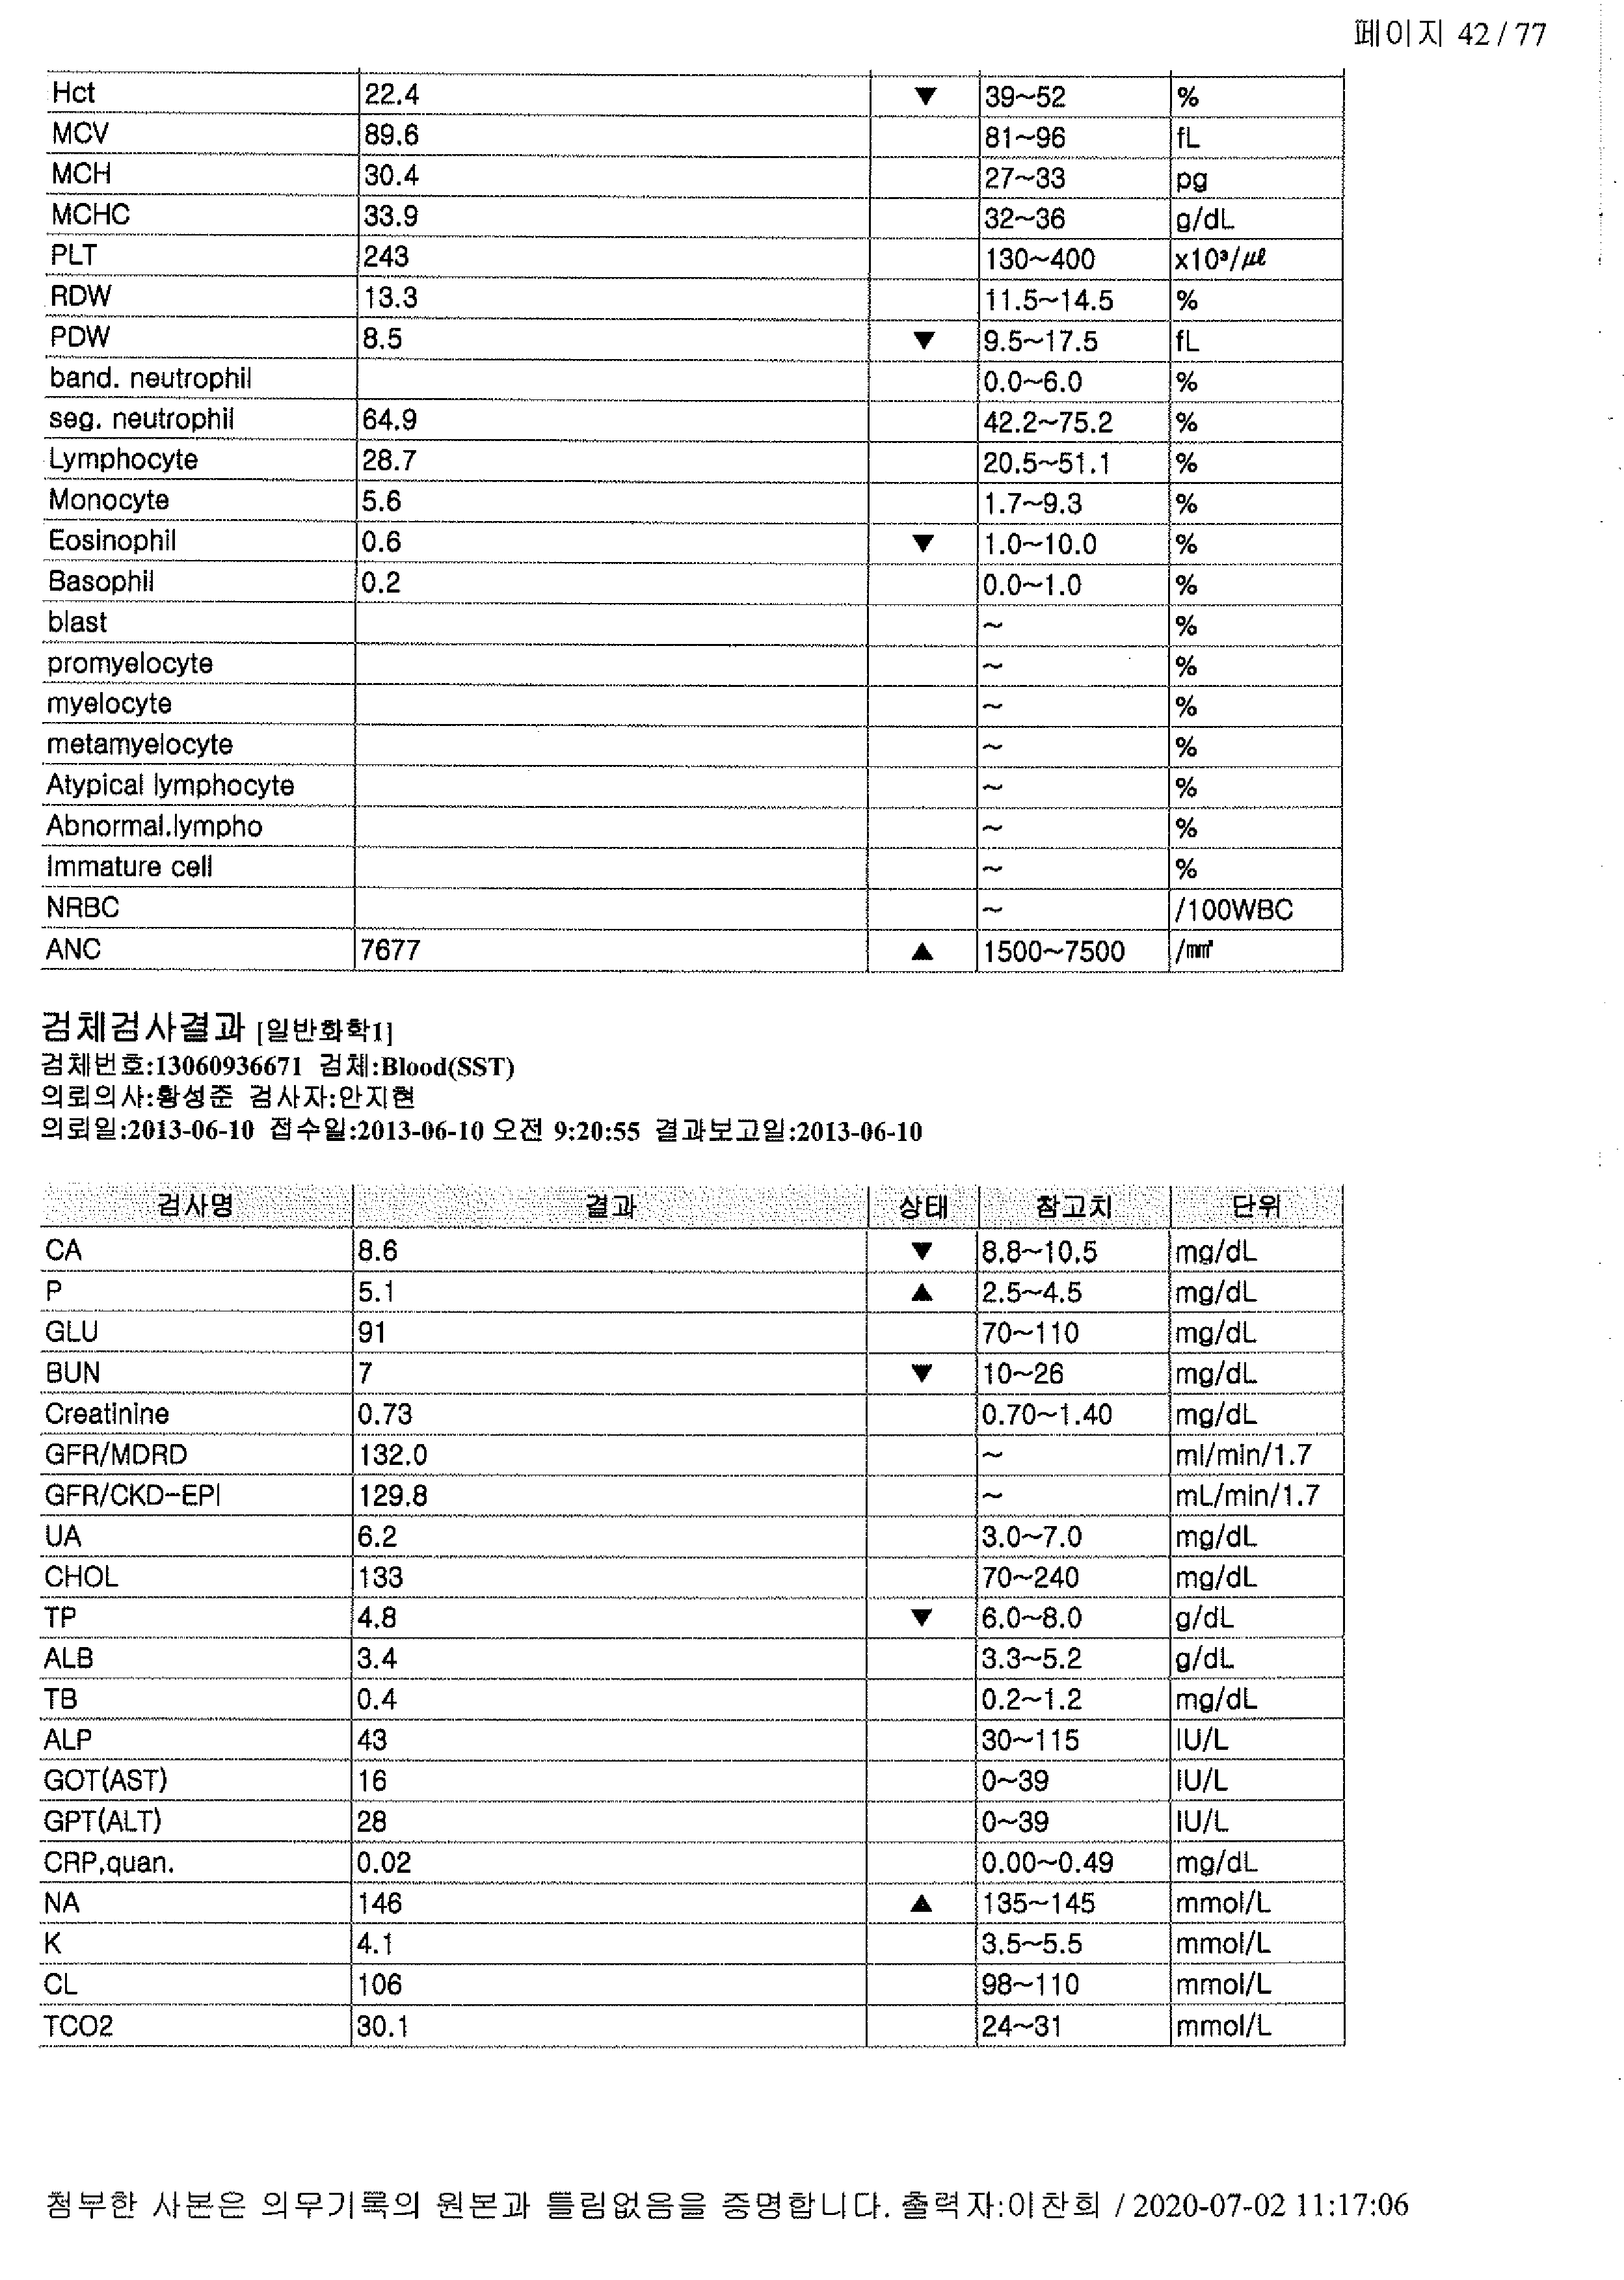 페이지 42 / 77
Hct 22.4 ▼ 39~52 %
MCV 89.6 81~96 fL
MCH 30.4 27~33 pg
MCHC 33.9 32~36 g/dL
PLT 243 130~400 x10³/㎕
RDW 13.3 11.5~14.5 %
PDW 8.5 ▼ 9.5~17.5 fL
band. neutrophil 0.0~6.0 %
seg. neutrophil 64.9 42.2~75.2 %
Lymphocyte 28.7 20.5~51.1 %
Monocyte 5.6 1.7~9.3 %
Eosinophil 0.6 ▼ 1.0~10.0 %
Basophil 0.2 0.0~1.0 %
blast ~ %
promyelocyte ~ %
myelocyte ~ %
metamyelocyte ~ %
Atypical lymphocyte ~ %
Abnormal.lympho ~ %
Immature cell ~ %
NRBC ~ /100WBC
ANC 7677 ▲ 1500~7500 /㎣
검체검사결과 [일반화학1]
검체번호:13060936671 검체:Blood(SST)
의뢰의사:황성준 검사자:안지현
의뢰일:2013-06-10 접수일:2013-06-10 오전 9:20:55 결과보고일:2013-06-10
검사명 결과 상태 참고치 단위
CA 8.6 ▼ 8.8~10.5 mg/dL
P 5.1 ▲ 2.5~4.5 mg/dL
GLU 91 70~110 mg/dL
BUN 7 ▼ 10~26 mg/dL
Creatinine 0.73 0.70~1.40 mg/dL
GFR/MDRD 132.0 ~ ml/min/1.7
GFR/CKD-EPI 129.8 ~ mL/min/1.7
UA 6.2 3.0~7.0 mg/dL
CHOL 133 70~240 mg/dL
TP 4.8 ▼ 6.0~8.0 g/dL
ALB 3.4 3.3~5.2 g/dL
TB 0.4 0.2~1.2 mg/dL
ALP 43 30~115 IU/L
GOT(AST) 16 0~39 IU/L
GPT(ALT) 28 0~39 IU/L
CRP,quan. 0.02 0.00~0.49 mg/dL
NA 146 ▲ 135~145 mmol/L
K 4.1 3.5~5.5 mmol/L
CL 106 98~110 mmol/L
TCO2 30.1 24~31 mmol/L
첨부한 사본은 의무기록의 원본과 틀림없음을 증명합니다. 출력자:이찬희 / 2020-07-02 11:17:06